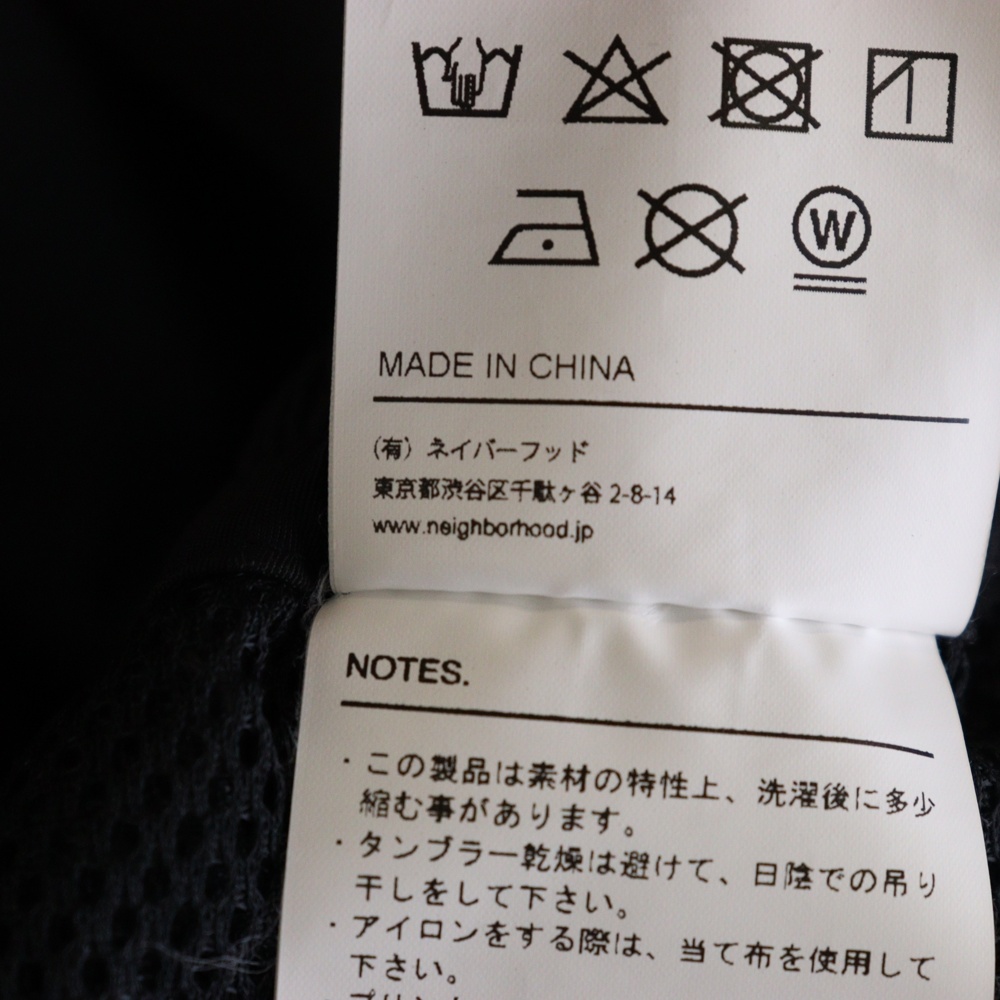 W
MADE IN CHINA
(有) ネイバーフッド
東京都渋谷区千駄ヶ谷 2-8-14
www.neighborhood.jp
NOTES.
・この製品は素材の特性上、洗濯後に多少
縮む事があります。
・タンブラー乾燥は避けて、日陰での吊り
干しをして下さい。
・アイロンをする際は、当て布を使用して
下さい。